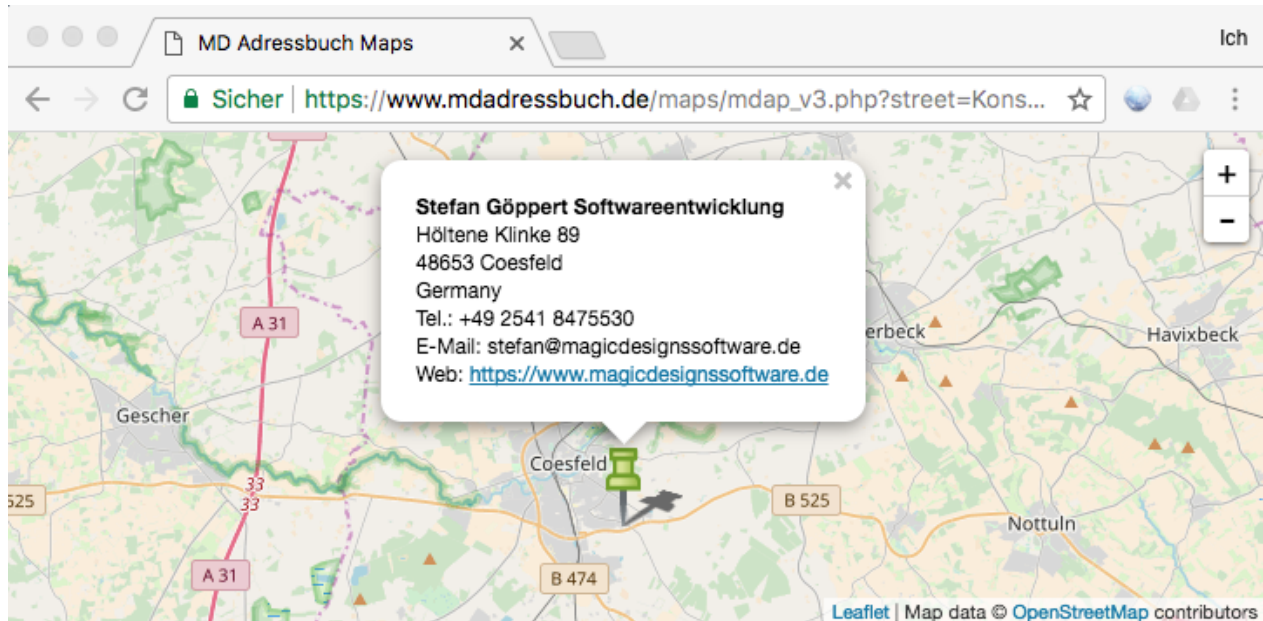 MD Adressbuch Maps
Ich
Sicher | https://www.mdadressbuch.de/maps/mdap_v3.php?street=Kons...
+
-
Stefan Göppert Softwareentwicklung
Höltene Klinke 89
48653 Coesfeld
Germany
Tel.: +49 2541 8475530
E-Mail: stefan@magicdesignssoftware.de
Web: https://www.magicdesignssoftware.de
A 31
erbeck
Havixbeck
Gescher
Coesfeld
33
33
525
B 525
Nottuln
A 31
B 474
Leaflet | Map data © OpenStreetMap contributors